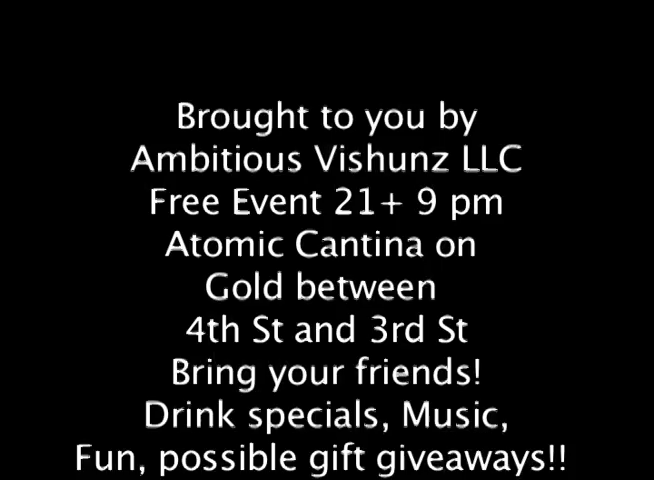 Brought to you by
Ambitious Vishunz LLC
Free Event 21+ 9 pm
Atomic Cantina on
Gold between
4th St and 3rd St
Bring your friends!
Drink specials, Music,
Fun, possible gift giveaways!!